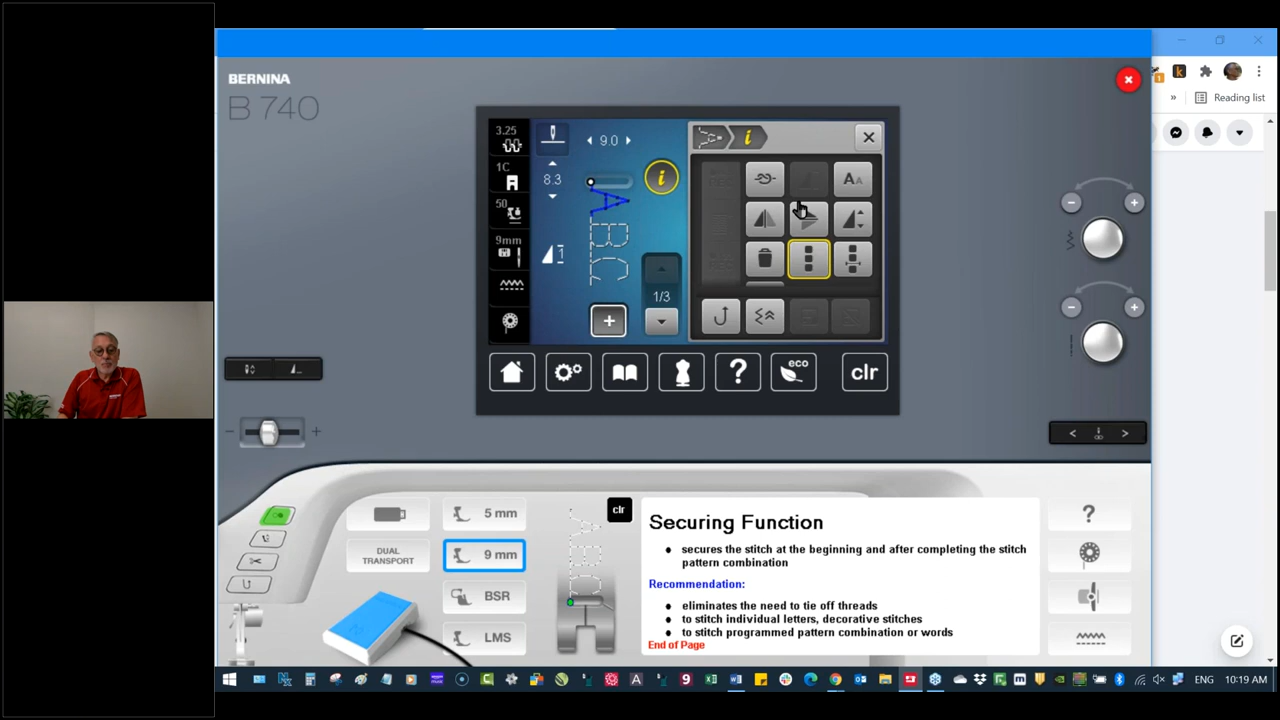 BERNINA
B 740
3.25
1C
50
9mm
9.0
8.3
1
ABC
1/3
i
i
A A
?
eco
clr
Reading list
DUAL
TRANSPORT
5 mm
9 mm
BSR
LMS
clr
Securing Function
secures the stitch at the beginning and after completing the stitch
pattern combination
Recommendation:
eliminates the need to tie off threads
to stitch individual letters, decorative stitches
to stitch programmed pattern combination or words
End of Page
?
ENG
10:19 AM